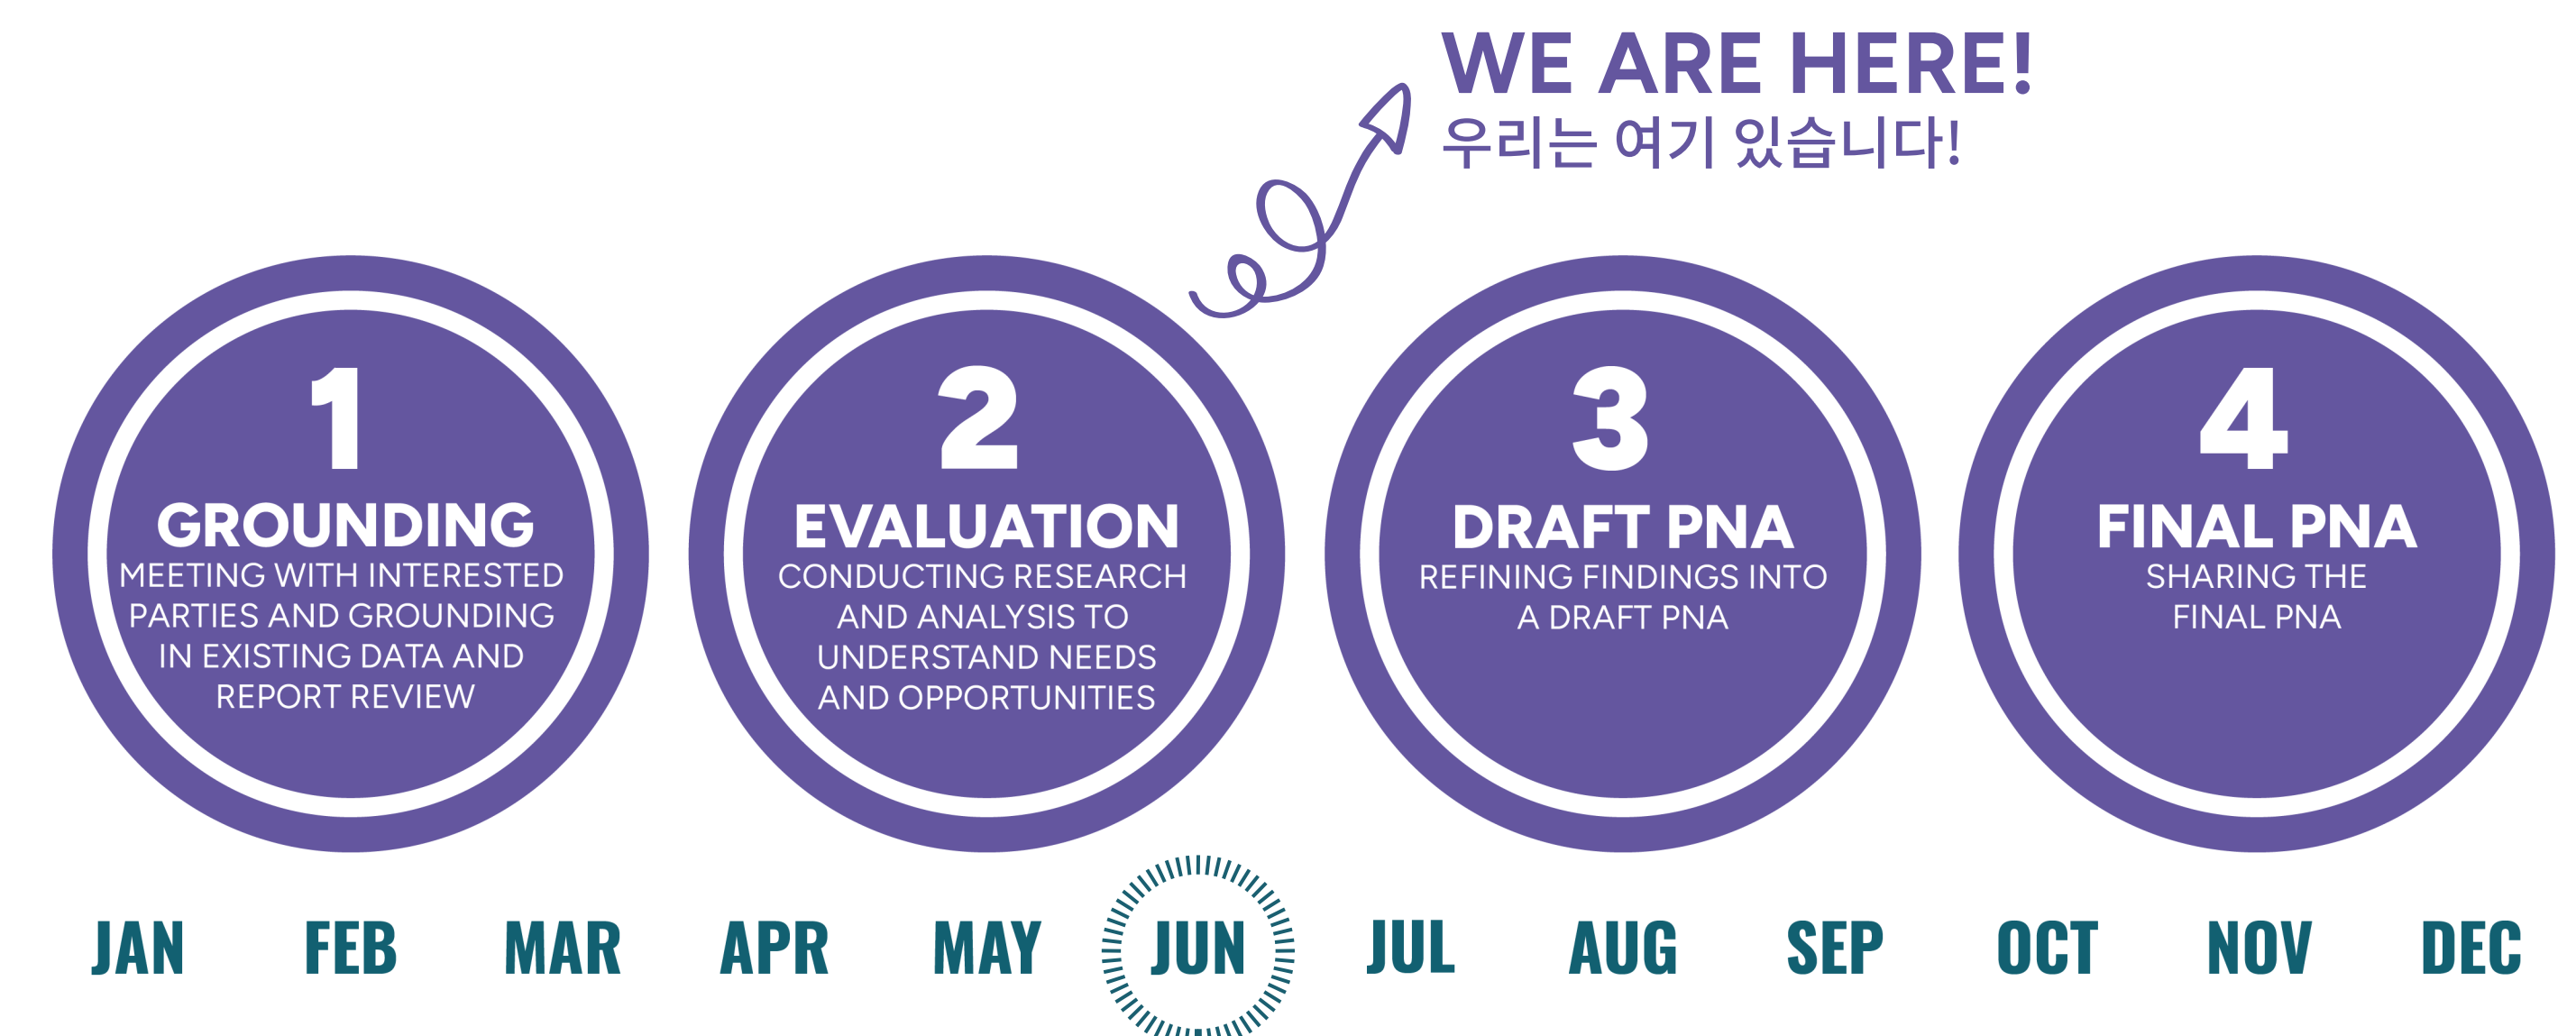 WE ARE HERE!
우리는 여기 있습니다!
1
GROUNDING
MEETING WITH INTERESTED
PARTIES AND GROUNDING
IN EXISTING DATA AND
REPORT REVIEW
2
EVALUATION
CONDUCTING RESEARCH
AND ANALYSIS TO
UNDERSTAND NEEDS
AND OPPORTUNITIES
3
DRAFT PNA
REFINING FINDINGS INTO
A DRAFT PNA
4
FINAL PNA
SHARING THE
FINAL PNA
JAN FEB MAR APR MAY JUN JUL AUG SEP OCT NOV DEC